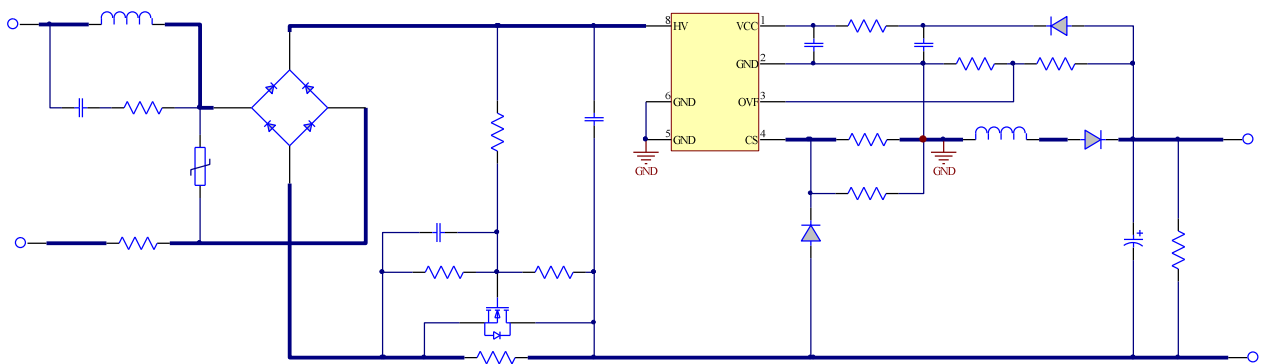 8 HV VCC 1
GND 2
6 GND OVP 3
5 GND CS 4
GND
GND
+